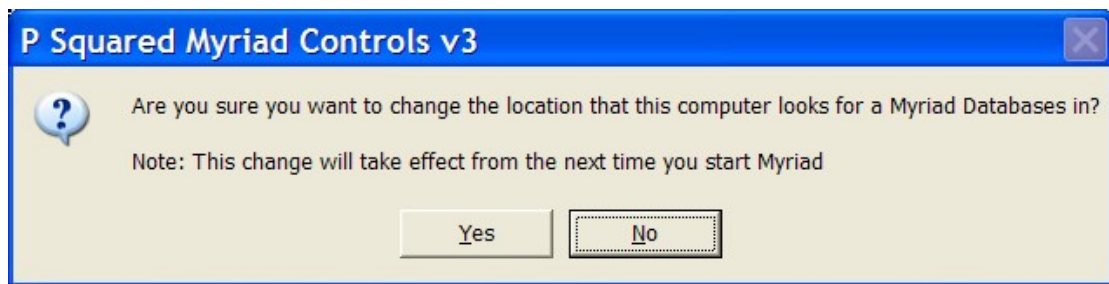 P Squared Myriad Controls v3
?
Are you sure you want to change the location that this computer looks for a Myriad Databases in?
Note: This change will take effect from the next time you start Myriad
Yes No